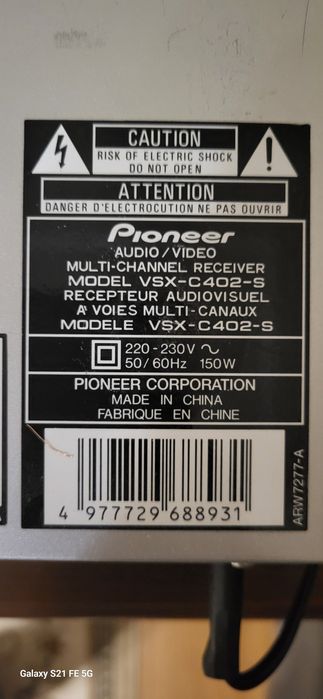 CAUTION
RISK OF ELECTRIC SHOCK
DO NOT OPEN
ATTENTION
DANGER D'ELECTROCUTION NE PAS OUVRIR
Pioneer
AUDIO/VIDEO
MULTI-CHANNEL RECEIVER
MODEL VSX-C402-S
RECEPTEUR AUDIOVISUEL
A VOIES MULTI-CANAUX
MODELE VSX-C402-S
220-230V ~
50/60Hz 150W
PIONEER CORPORATION
MADE IN CHINA
FABRIQUE EN CHINE
4 977729 688931
ARW7277-A
Galaxy S21 FE 5G